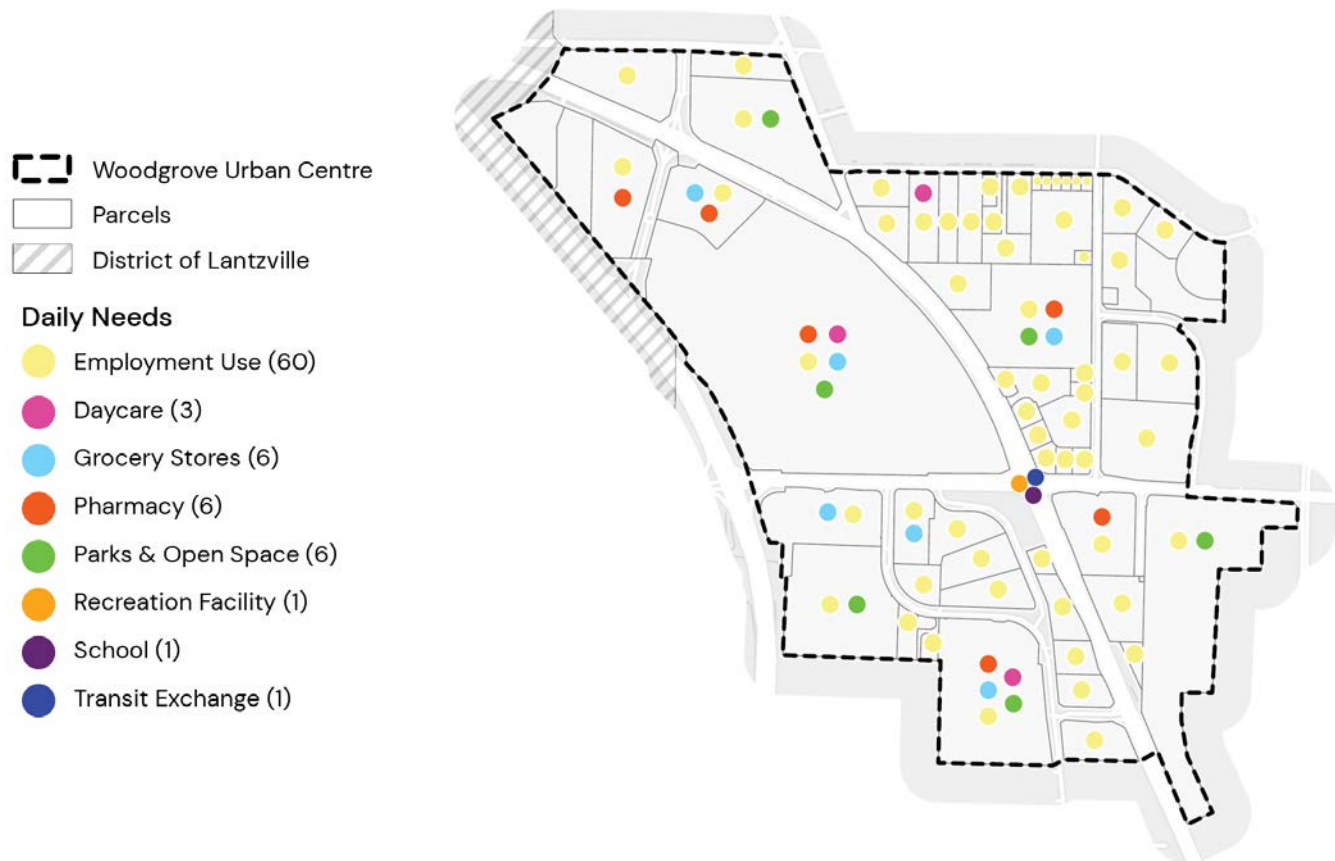 Woodgrove Urban Centre
Parcels
District of Lantzville
Daily Needs
Employment Use (60)
Daycare (3)
Grocery Stores (6)
Pharmacy (6)
Parks & Open Space (6)
Recreation Facility (1)
School (1)
Transit Exchange (1)